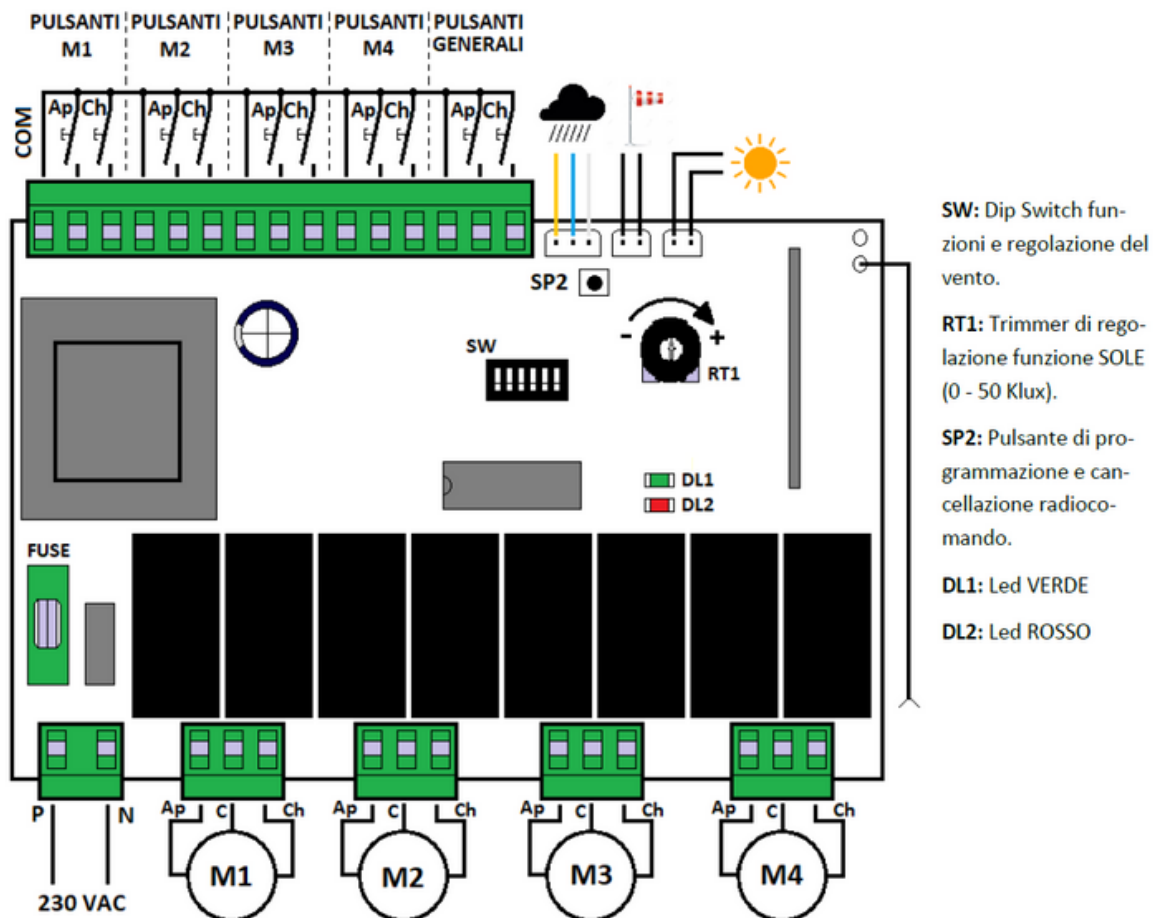 PULSANTI PULSANTI PULSANTI PULSANTI PULSANTI
M1 M2 M3 M4 GENERALI
COM
Ap Ch Ap Ch Ap Ch Ap Ch Ap Ch
SP2
- +
SW
RT1
DL1
DL2
FUSE
P N
Ap C Ch Ap C Ch Ap C Ch Ap C Ch
M1 M2 M3 M4
230 VAC
SW: Dip Switch fun-
zioni e regolazione del
vento.
RT1: Trimmer di rego-
lazione funzione SOLE
(0 - 50 Klux).
SP2: Pulsante di pro-
grammazione e can-
cellazione radioco-
mando.
DL1: Led VERDE
DL2: Led ROSSO